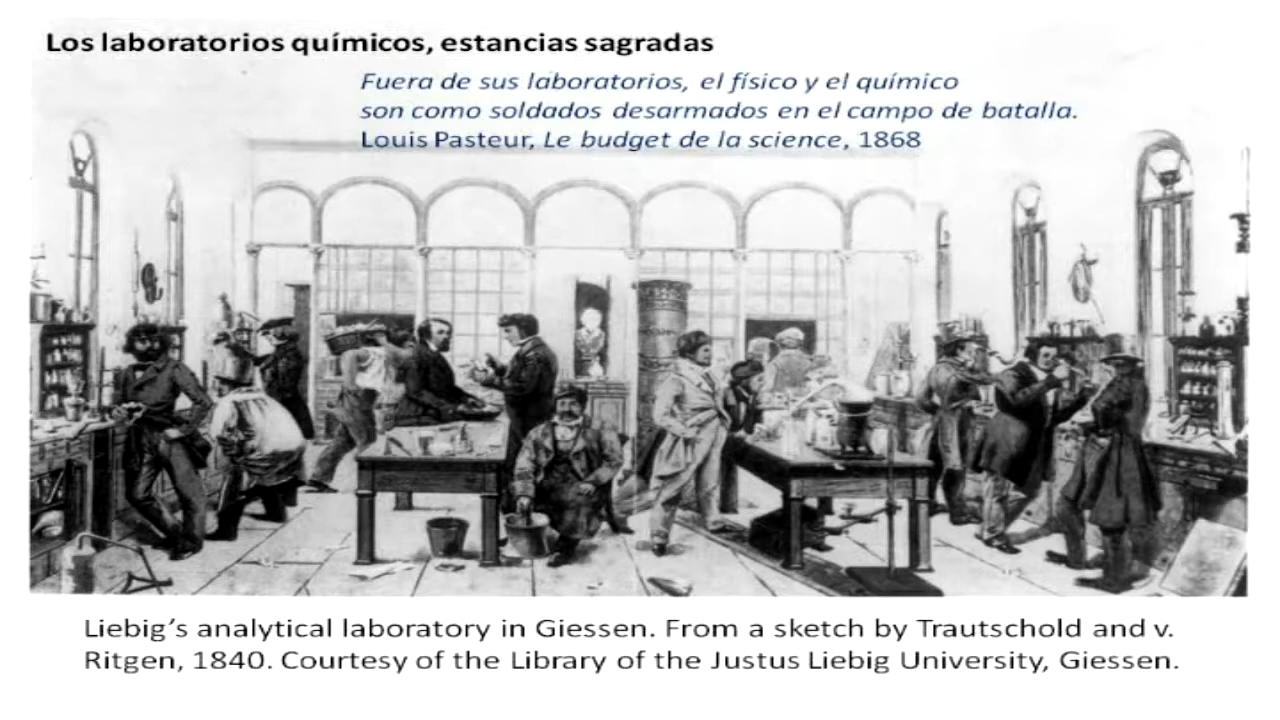 Los laboratorios químicos, estancias sagradas
Fuera de sus laboratorios, el físico y el químico
son como soldados desarmados en el campo de batalla.
Louis Pasteur, Le budget de la science, 1868
Liebig’s analytical laboratory in Giessen. From a sketch by Trautschold and v.
Ritgen, 1840. Courtesy of the Library of the Justus Liebig University, Giessen.